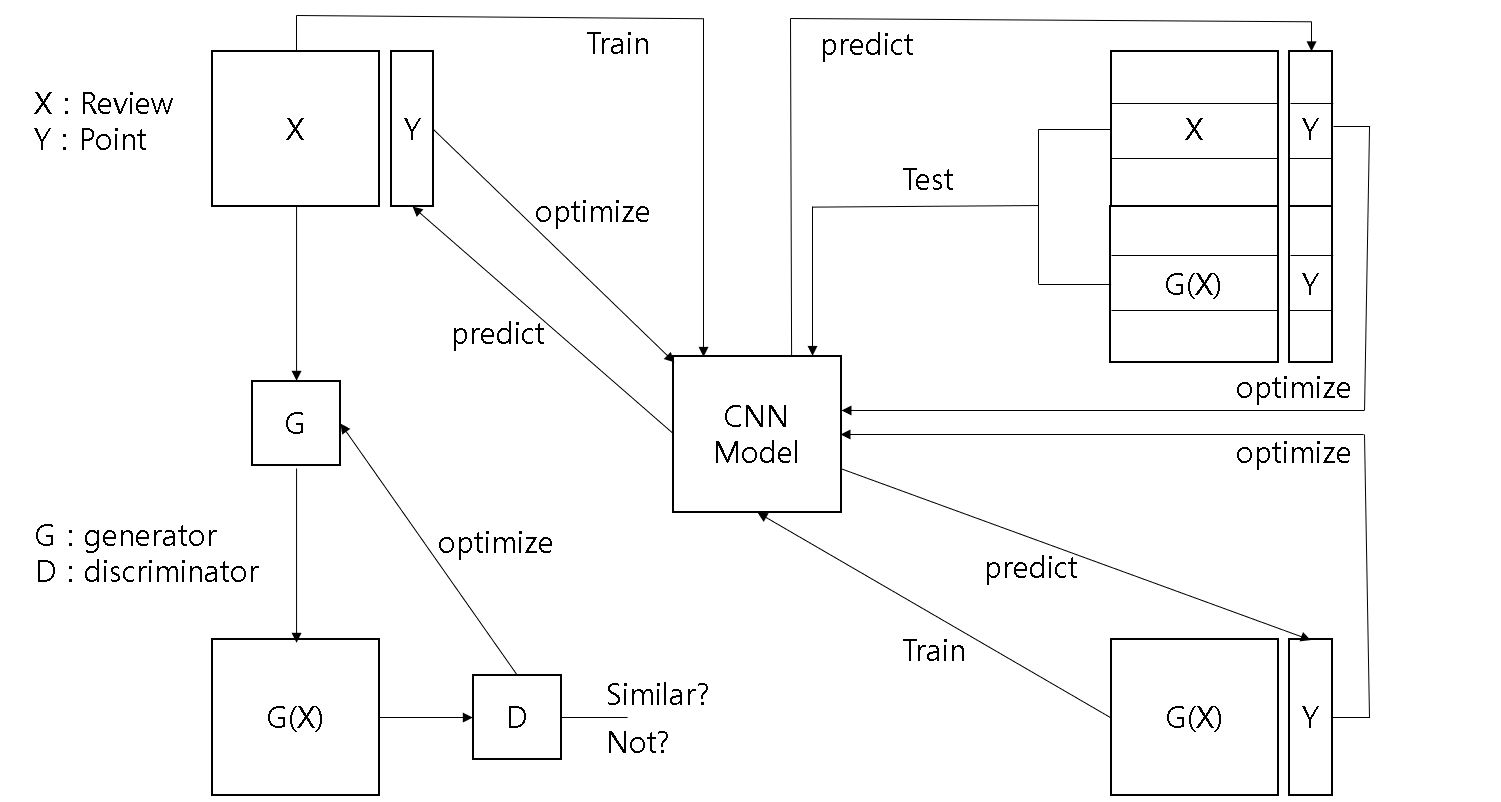 Train
predict
X : Review
Y : Point
X
Y
X
Y
Test
optimize
G(X)
Y
predict
optimize
G
CNN
Model
optimize
G : generator
D : discriminator
optimize
predict
Train
G(X)
D
Similar?
Not?
G(X)
Y